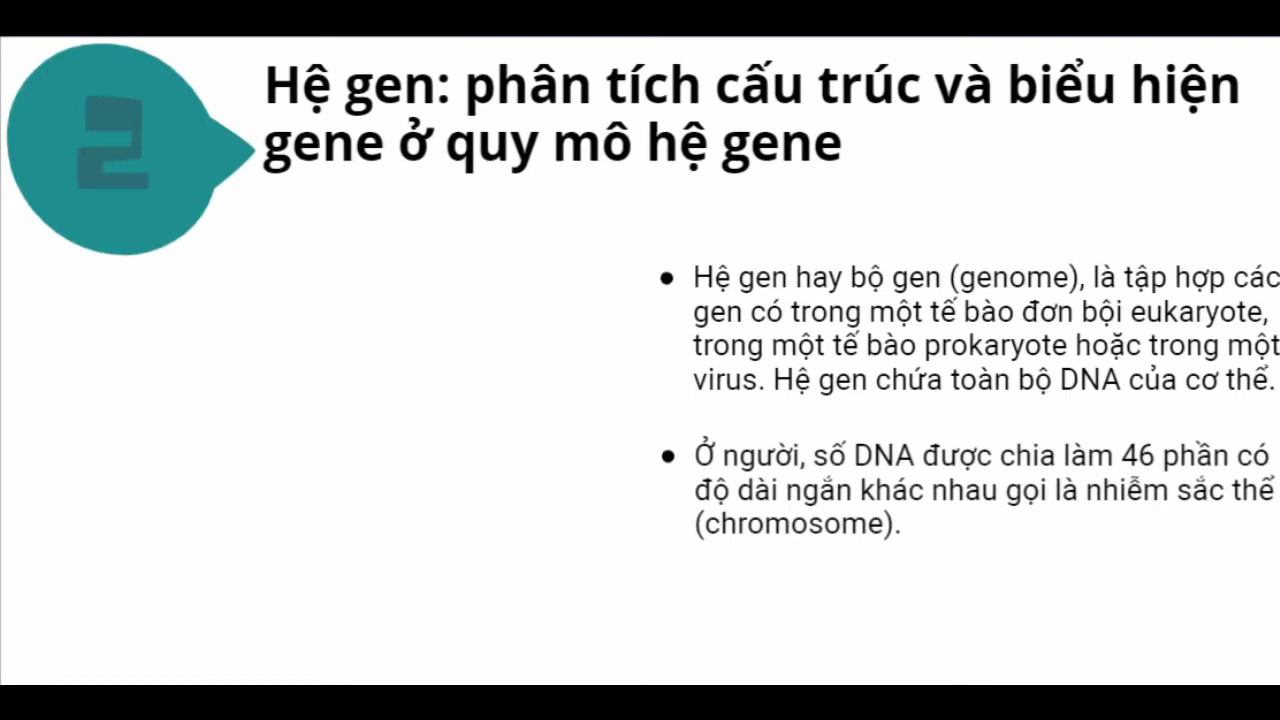 2
Hệ gen: phân tích cấu trúc và biểu hiện
gene ở quy mô hệ gene
● Hệ gen hay bộ gen (genome), là tập hợp các
gen có trong một tế bào đơn bội eukaryote,
trong một tế bào prokaryote hoặc trong một
virus. Hệ gen chứa toàn bộ DNA của cơ thể.
● Ở người, số DNA được chia làm 46 phần có
độ dài ngắn khác nhau gọi là nhiễm sắc thể
(chromosome).